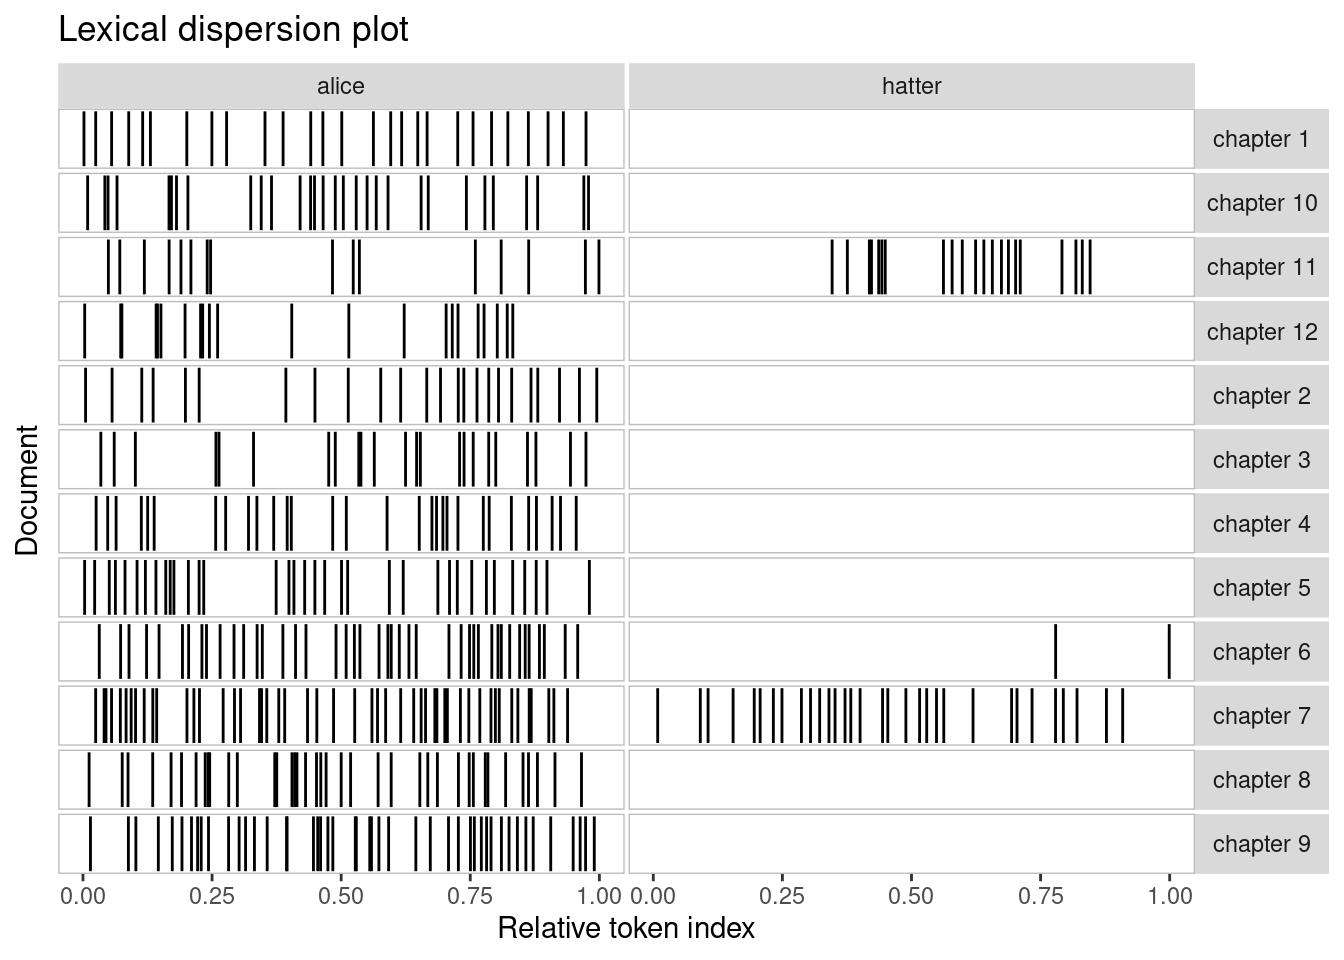 Lexical dispersion plot
alice hatter
chapter 1
chapter 10
chapter 11
chapter 12
chapter 2
chapter 3
chapter 4
chapter 5
chapter 6
chapter 7
chapter 8
chapter 9
Document
0.00 0.25 0.50 0.75 1.00 0.00 0.25 0.50 0.75 1.00
Relative token index